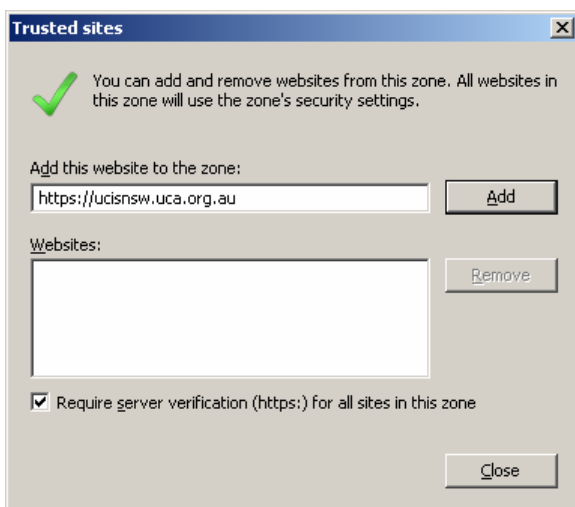 Trusted sites
You can add and remove websites from this zone. All websites in
this zone will use the zone's security settings.
Add this website to the zone:
https://ucisnsw.uca.org.au
Add
Websites:
Remove
Require server verification (https:) for all sites in this zone
Close